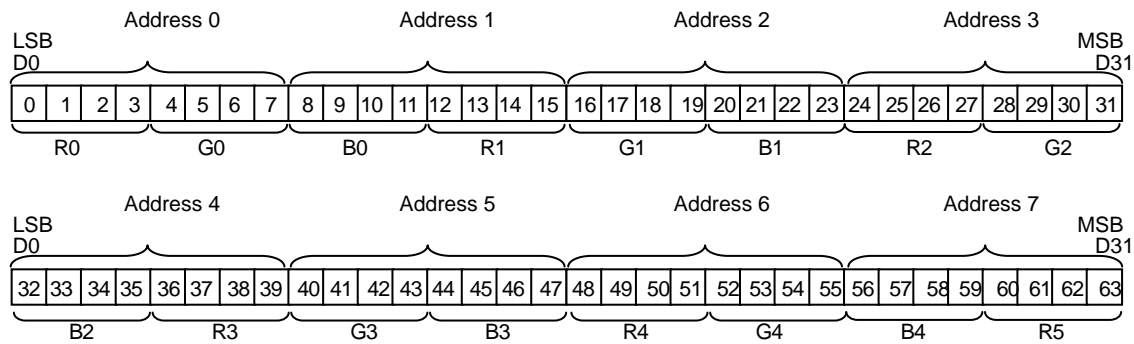 Address 0 Address 1 Address 2 Address 3
LSB MSB
D0 D31
0 1 2 3 4 5 6 7 8 9 10 11 12 13 14 15 16 17 18 19 20 21 22 23 24 25 26 27 28 29 30 31
R0 G0 B0 R1 G1 B1 R2 G2
Address 4 Address 5 Address 6 Address 7
LSB MSB
D0 D31
32 33 34 35 36 37 38 39 40 41 42 43 44 45 46 47 48 49 50 51 52 53 54 55 56 57 58 59 60 61 62 63
B2 R3 G3 B3 R4 G4 B4 R5